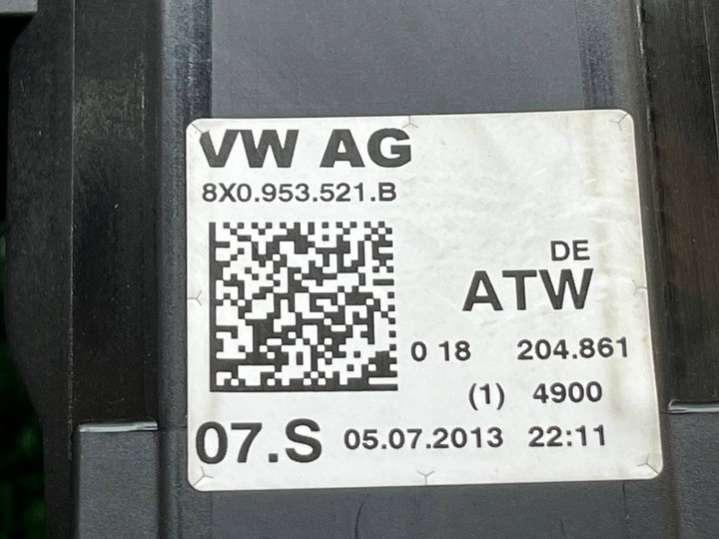 VW AG
8X0.953.521.B
DE
ATW
0 18 204.861
(1) 4900
07.S 05.07.2013 22:11